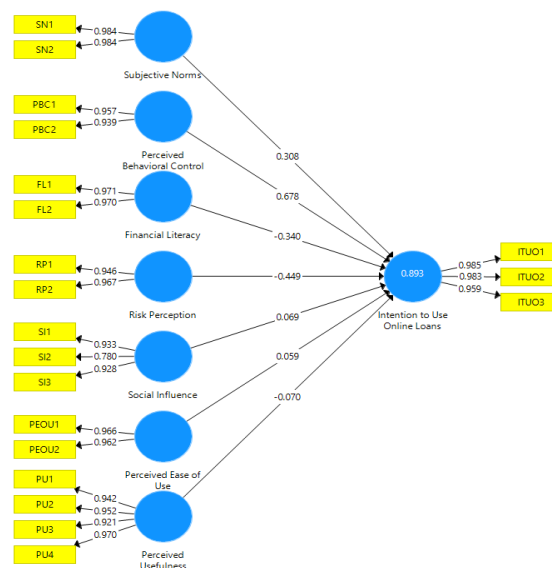 SN1
0.984
SN2
0.984
Subjective Norms
PBC1
0.957
PBC2
0.939
Perceived
Behavioral Control
FL1
0.971
FL2
0.970
Financial Literacy
RP1
0.946
RP2
0.967
Risk Perception
SI1
0.933
SI2
0.780
SI3
0.928
Social Influence
PEOU1
0.966
PEOU2
0.962
Perceived Ease of
Use
PU1
0.942
PU2
0.952
PU3
0.921
PU4
0.970
Perceived
Usefulness
0.308
0.678
-0.340
-0.449
0.069
0.059
-0.070
0.893
Intention to Use
Online Loans
0.985
ITUO1
0.983
ITUO2
0.959
ITUO3